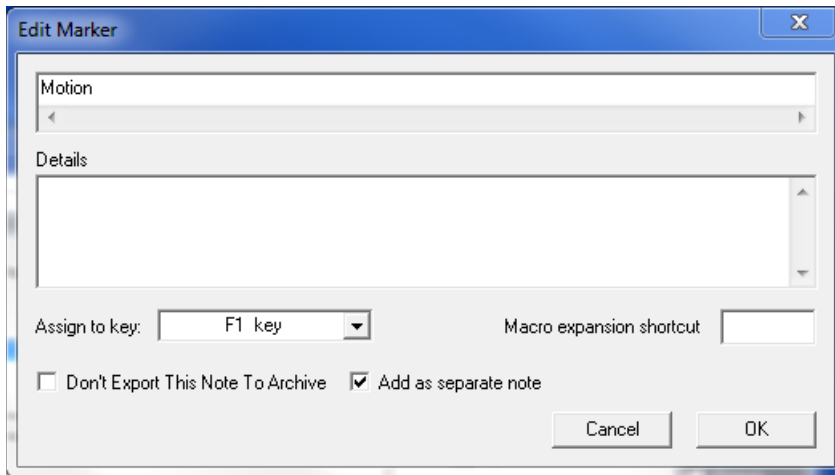 Edit Marker
Motion
Details
Assign to key: F1 key Macro expansion shortcut
Don't Export This Note To Archive Add as separate note
Cancel OK